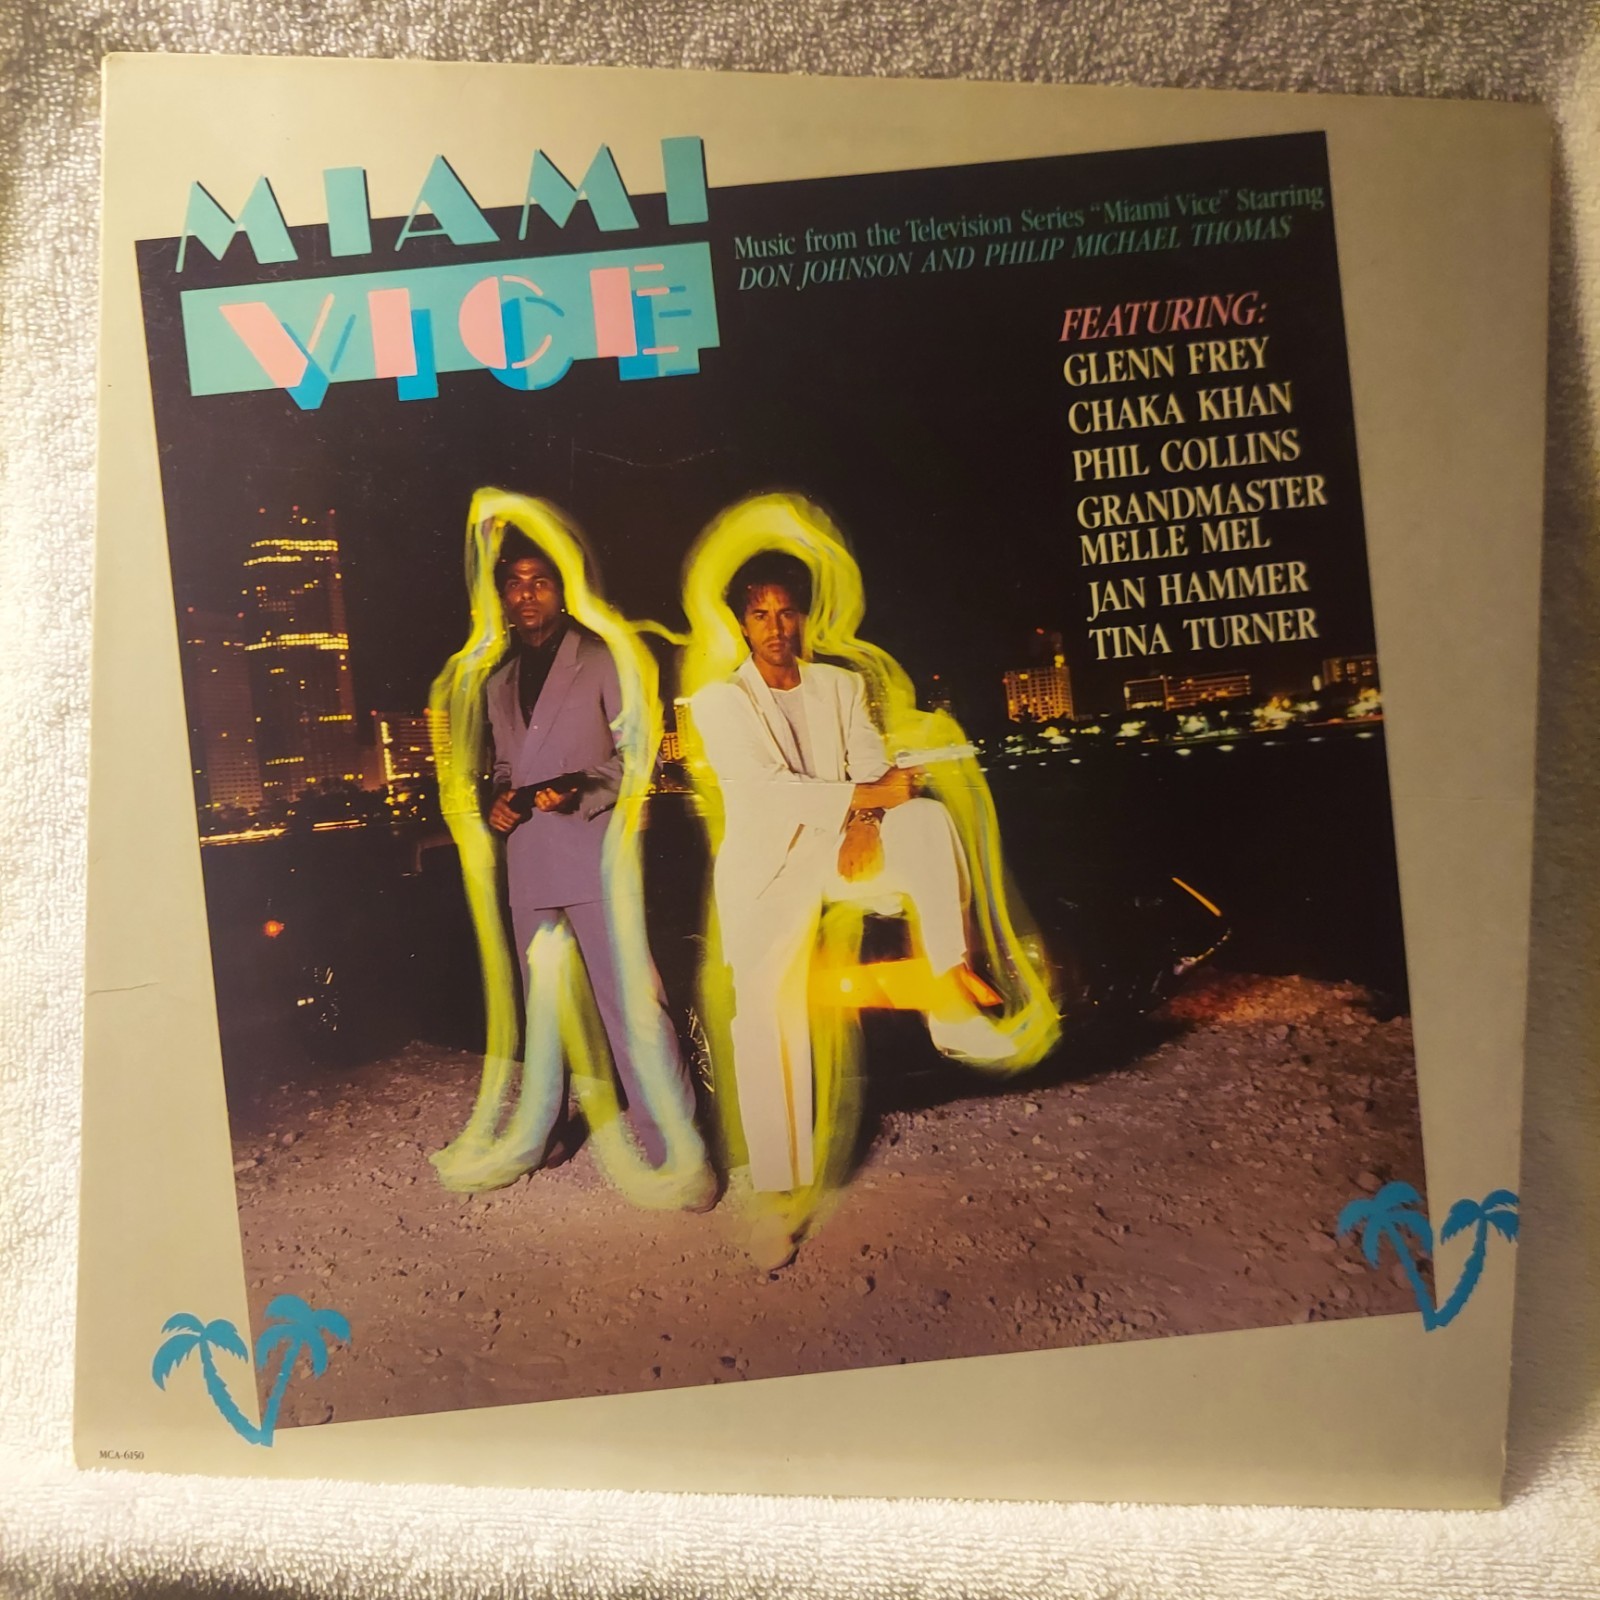 MIAMI
VICE
Music from the Television Series "Miami Vice" Starring
DON JOHNSON AND PHILIP MICHAEL THOMAS
FEATURING:
GLENN FREY
CHAKA KHAN
PHIL COLLINS
GRANDMASTER
MELLE MEL
JAN HAMMER
TINA TURNER
MCA-6150